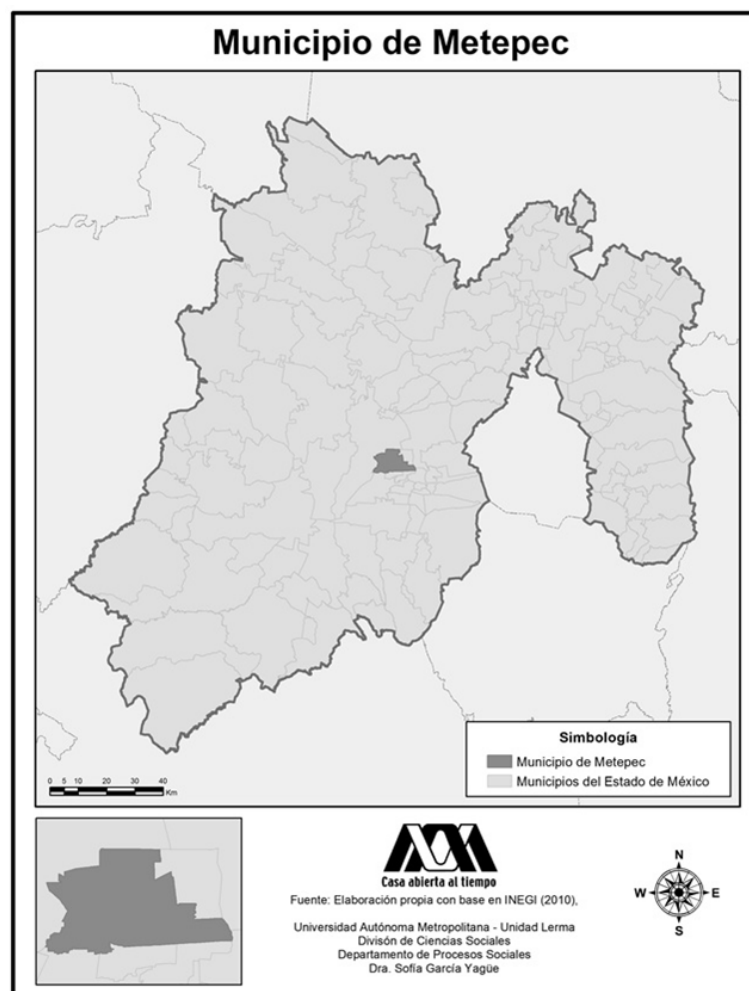 Municipio de Metepec
Simbología
Municipio de Metepec
Municipios del Estado de México
0 5 10 20 30 40
Km
Casa abierta al tiempo
Fuente: Elaboración propia con base en INEGI (2010),
Universidad Autónoma Metropolitana - Unidad Lerma
Divisón de Ciencias Sociales
Departamento de Procesos Sociales
Dra. Sofía García Yagüe
N
W E
S